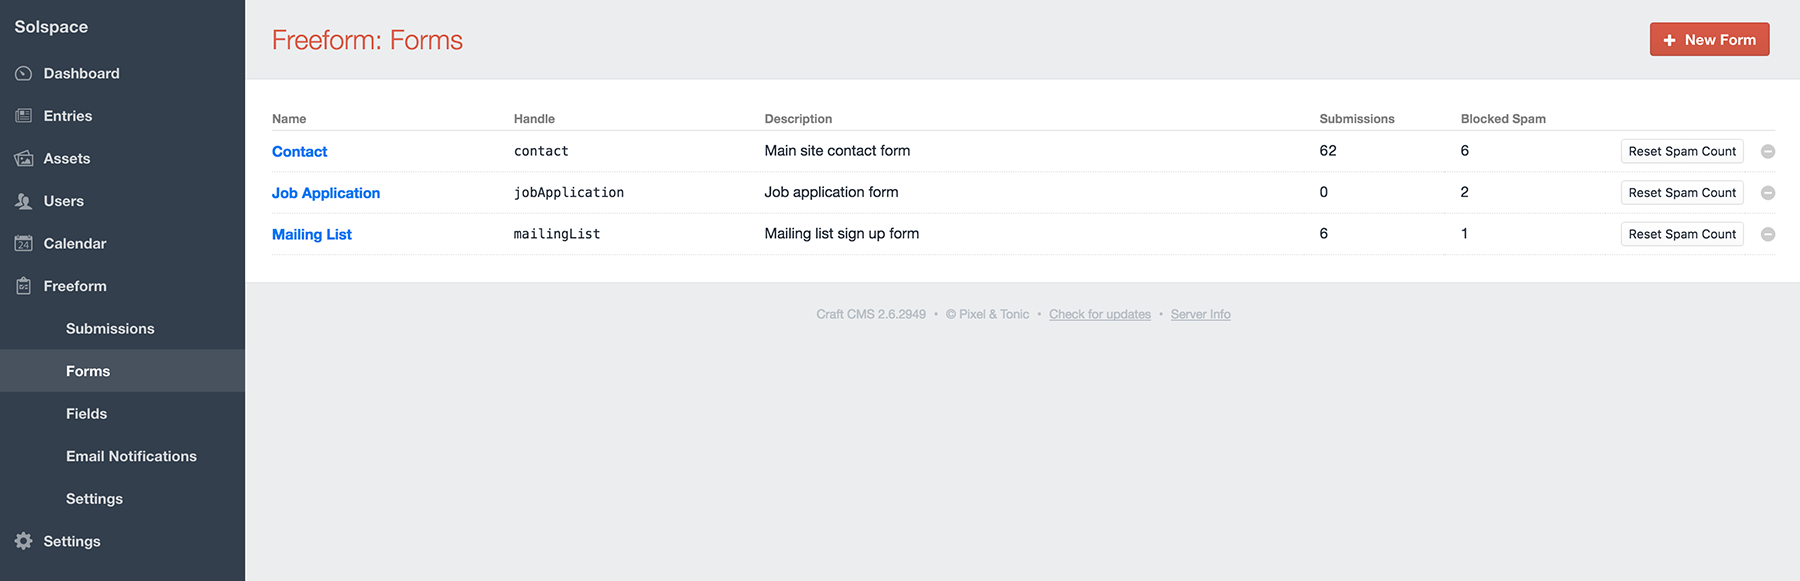 Solspace
Dashboard
Entries
Assets
Users
24 Calendar
Freeform
Submissions
Forms
Fields
Email Notifications
Settings
Settings
Freeform: Forms
+ New Form
Name Handle Description Submissions Blocked Spam
Contact contact Main site contact form 62 6 Reset Spam Count
Job Application jobApplication Job application form 0 2 Reset Spam Count
Mailing List mailingList Mailing list sign up form 6 1 Reset Spam Count
Craft CMS 2.6.2949 • © Pixel & Tonic • Check for updates • Server Info